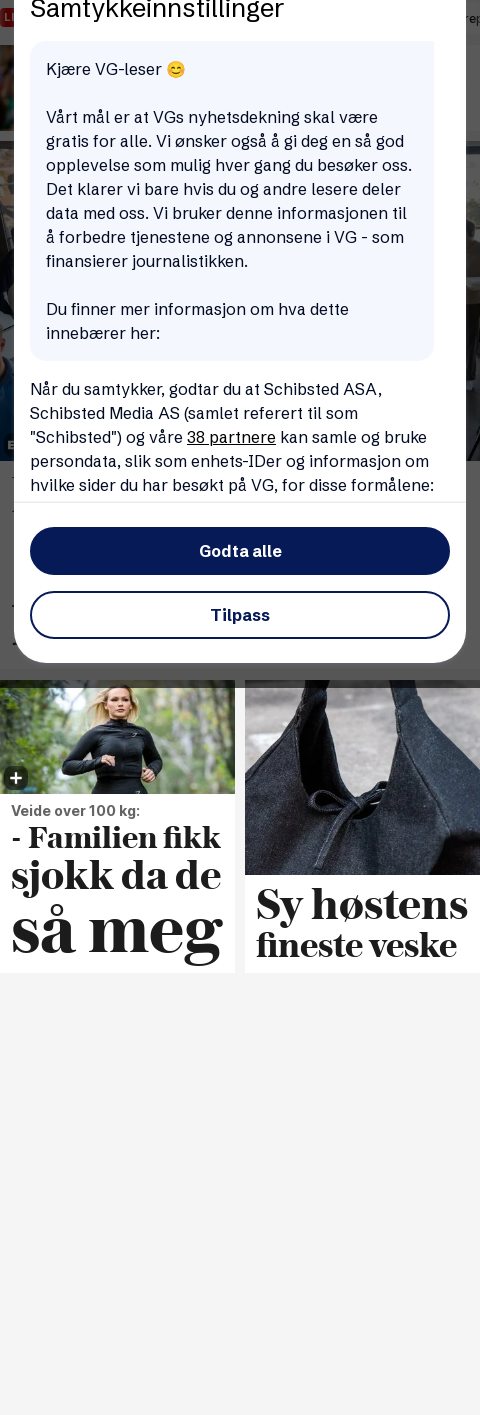 Samtykkeinnstillinger
Kjære VG-leser 😊
Vårt mål er at VGs nyhetsdekning skal være
gratis for alle. Vi ønsker også å gi deg en så god
opplevelse som mulig hver gang du besøker oss.
Det klarer vi bare hvis du og andre lesere deler
data med oss. Vi bruker denne informasjonen til
å forbedre tjenestene og annonsene i VG - som
finansierer journalistikken.
Du finner mer informasjon om hva dette
innebærer her:
Når du samtykker, godtar du at Schibsted ASA,
Schibsted Media AS (samlet referert til som
"Schibsted") og våre 38 partnere kan samle og bruke
persondata, slik som enhets-IDer og informasjon om
hvilke sider du har besøkt på VG, for disse formålene:
Godta alle
Tilpass
Veide over 100 kg:
- Familien fikk
sjokk da de
så meg
Sy høstens
fineste veske